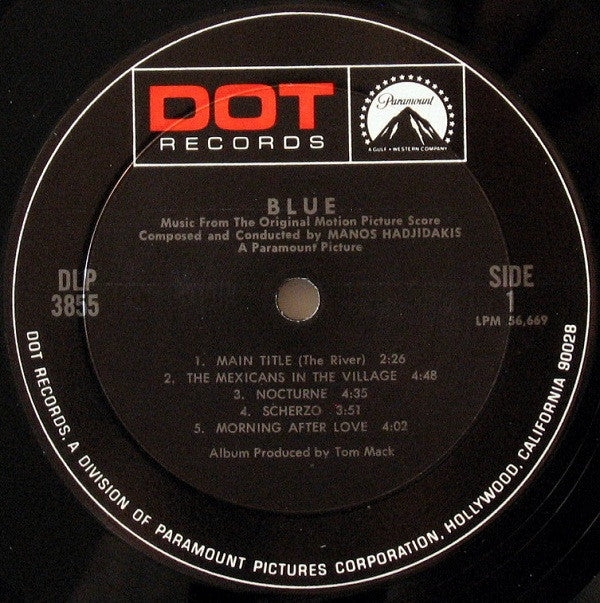 DOT
RECORDS
Paramount
A GULF + WESTERN COMPANY
BLUE
Music From The Original Motion Picture Score
Composed and Conducted by MANOS HADJIDAKIS
A Paramount Picture
DLP
3855
SIDE
1
LPM 56,669
1. MAIN TITLE (The River) 2:26
2. THE MEXICANS IN THE VILLAGE 4:48
3. NOCTURNE 4:35
4. SCHERZO 3:51
5. MORNING AFTER LOVE 4:02
Album Produced by Tom Mack
DOT RECORDS, A DIVISION OF PARAMOUNT PICTURES CORPORATION, HOLLYWOOD, CALIFORNIA 90028